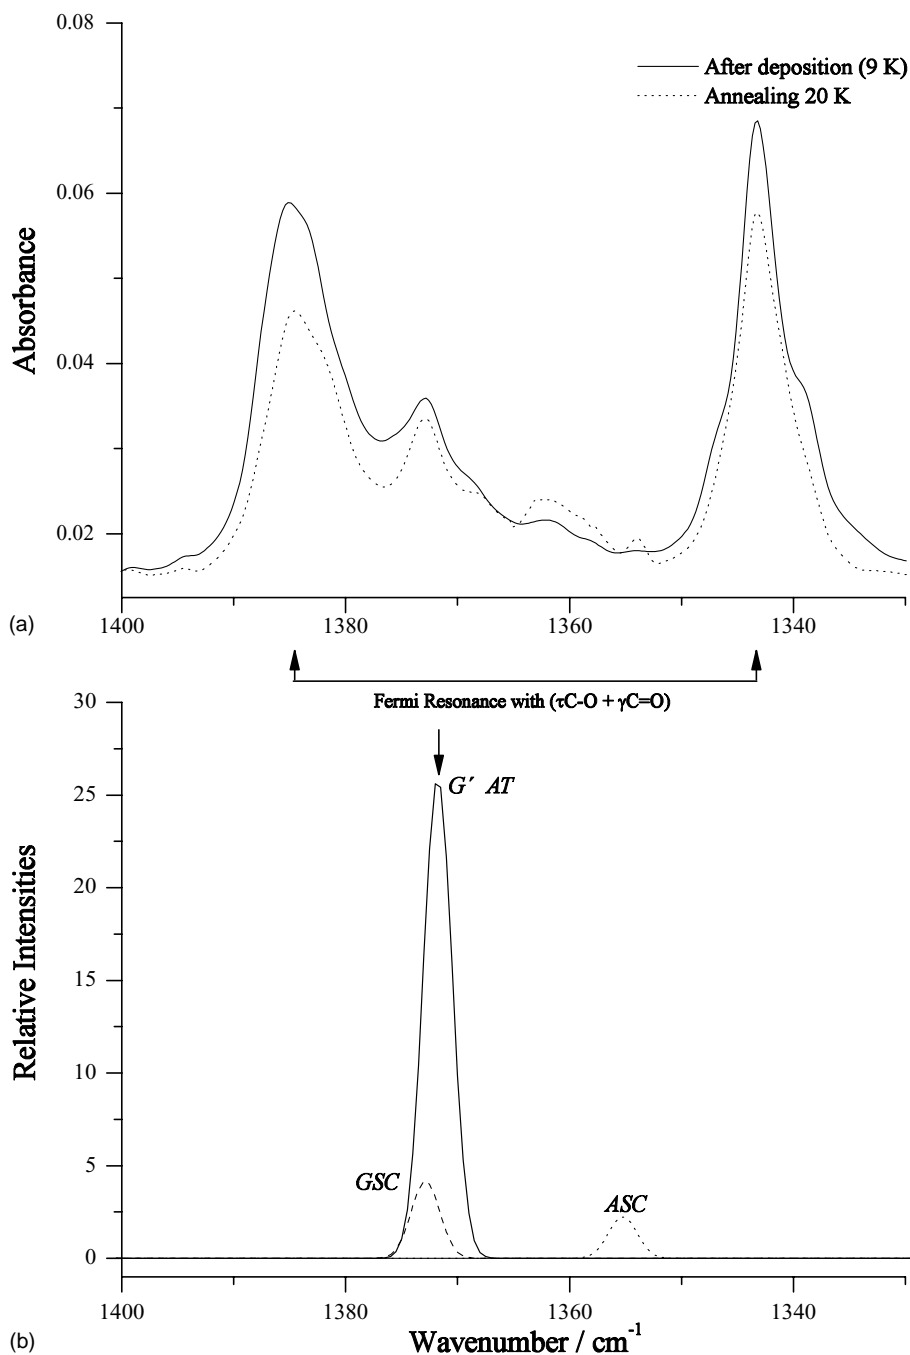 0.08
After deposition (9 K)
Annealing 20 K
0.06
Absorbance
0.04
0.02
(a)
1400
1380
1360
1340
Fermi Resonance with (τC-O + γC=O)
30
G´ AT
25
20
Relative Intensities
15
10
5
GSC
ASC
0
1400
1380
1360
1340
(b)
Wavenumber / cm⁻¹